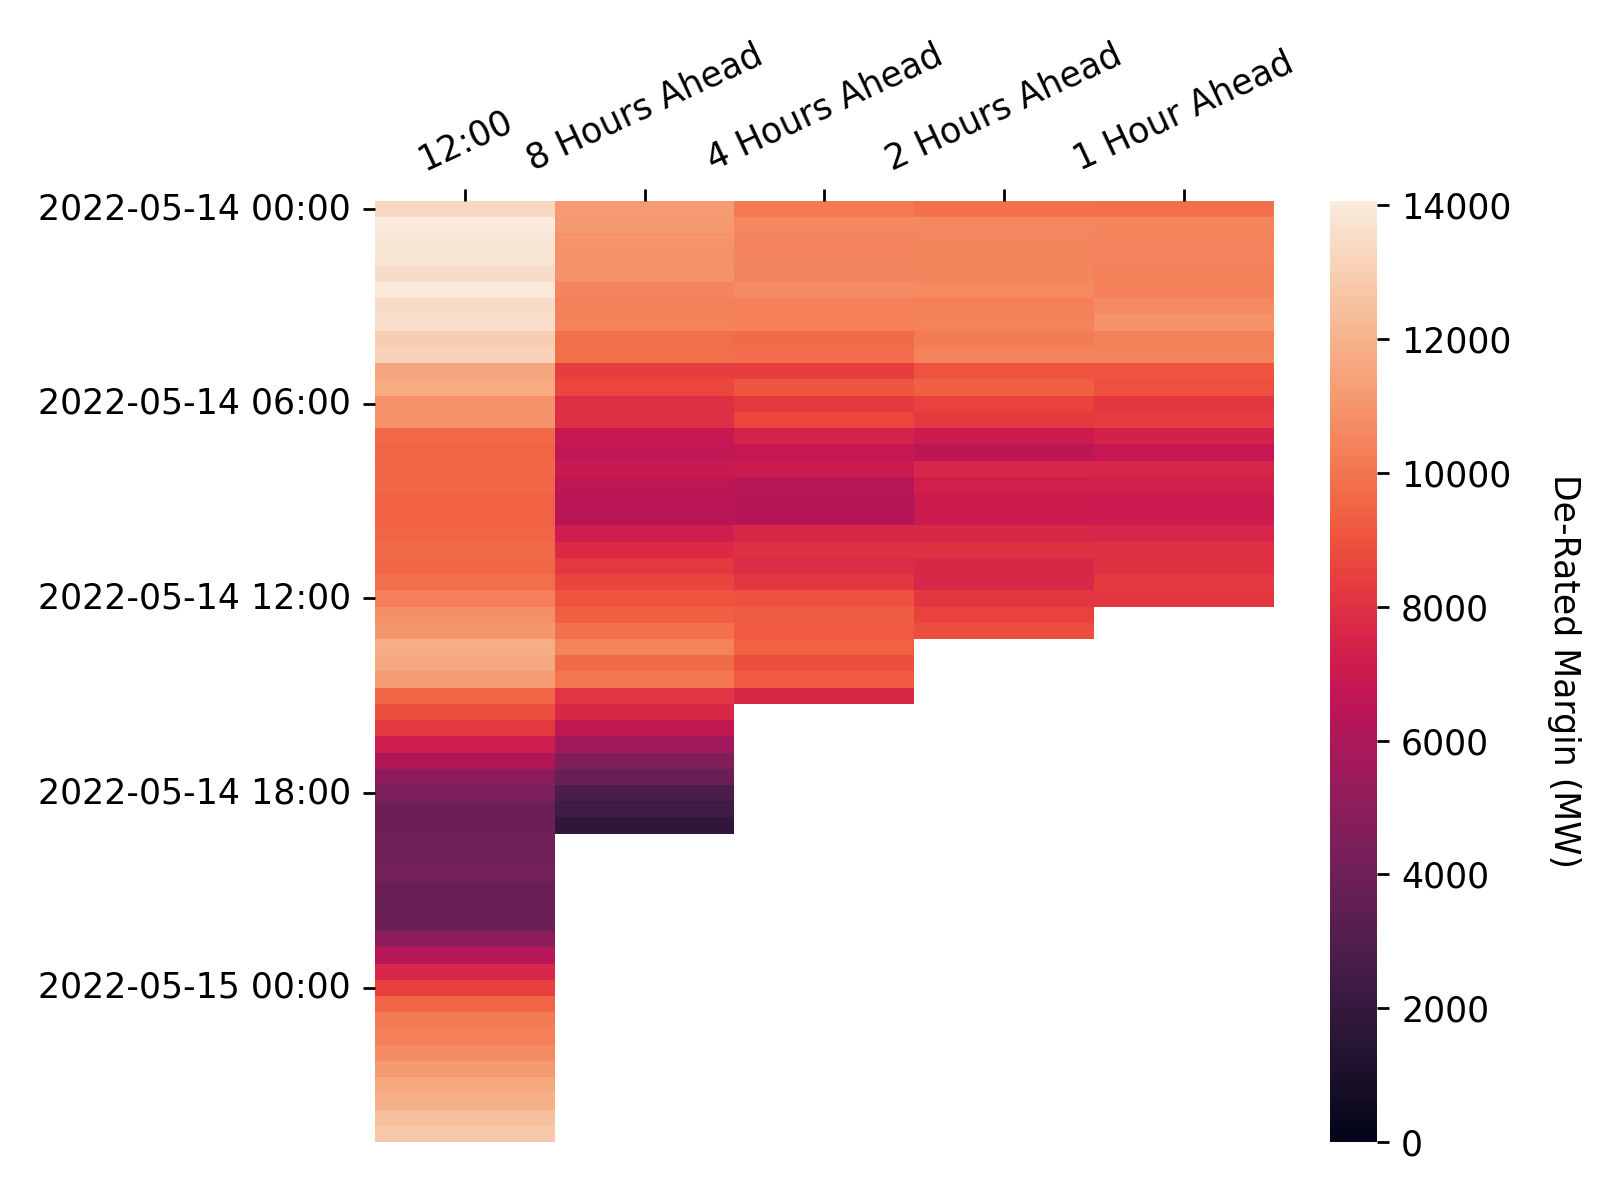 12:00
8 Hours Ahead
4 Hours Ahead
2 Hours Ahead
1 Hour Ahead
2022-05-14 00:00
2022-05-14 06:00
2022-05-14 12:00
2022-05-14 18:00
2022-05-15 00:00
14000
12000
10000
8000
6000
4000
2000
0
De-Rated Margin (MW)